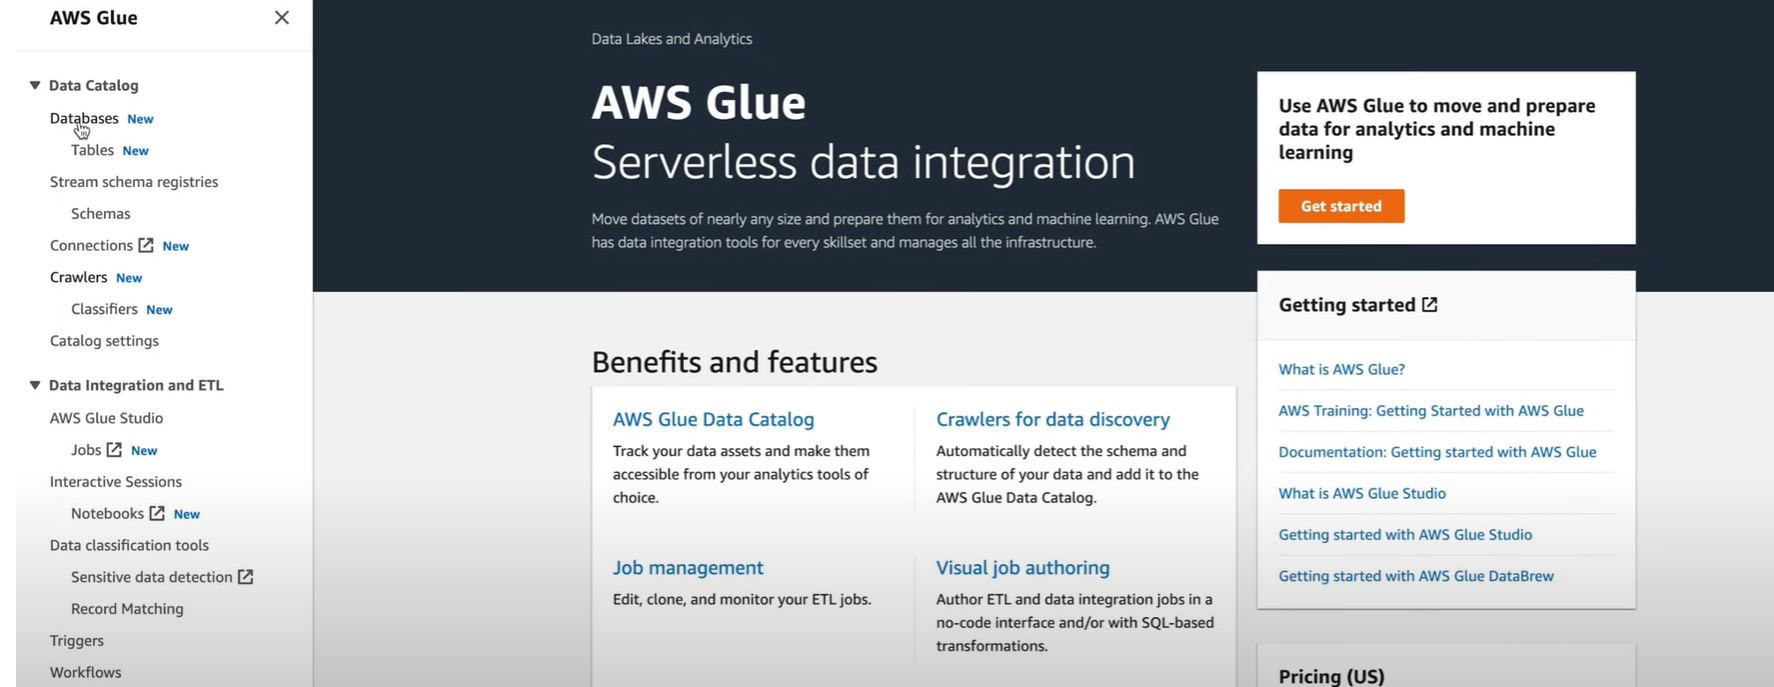 AWS Glue
Data Catalog
Databases New
Tables New
Stream schema registries
Schemas
Connections New
Crawlers New
Classifiers New
Catalog settings
Data Integration and ETL
AWS Glue Studio
Jobs New
Interactive Sessions
Notebooks New
Data classification tools
Sensitive data detection
Record Matching
Triggers
Workflows
Data Lakes and Analytics
AWS Glue
Serverless data integration
Move datasets of nearly any size and prepare them for analytics and machine learning. AWS Glue
has data integration tools for every skillset and manages all the infrastructure.
Use AWS Glue to move and prepare
data for analytics and machine
learning
Get started
Benefits and features
AWS Glue Data Catalog
Track your data assets and make them
accessible from your analytics tools of
choice.
Crawlers for data discovery
Automatically detect the schema and
structure of your data and add it to the
AWS Glue Data Catalog.
Job management
Edit, clone, and monitor your ETL jobs.
Visual job authoring
Author ETL and data integration jobs in a
no-code interface and/or with SQL-based
transformations.
Getting started
What is AWS Glue?
AWS Training: Getting Started with AWS Glue
Documentation: Getting started with AWS Glue
What is AWS Glue Studio
Getting started with AWS Glue Studio
Getting started with AWS Glue DataBrew
Pricing (US)